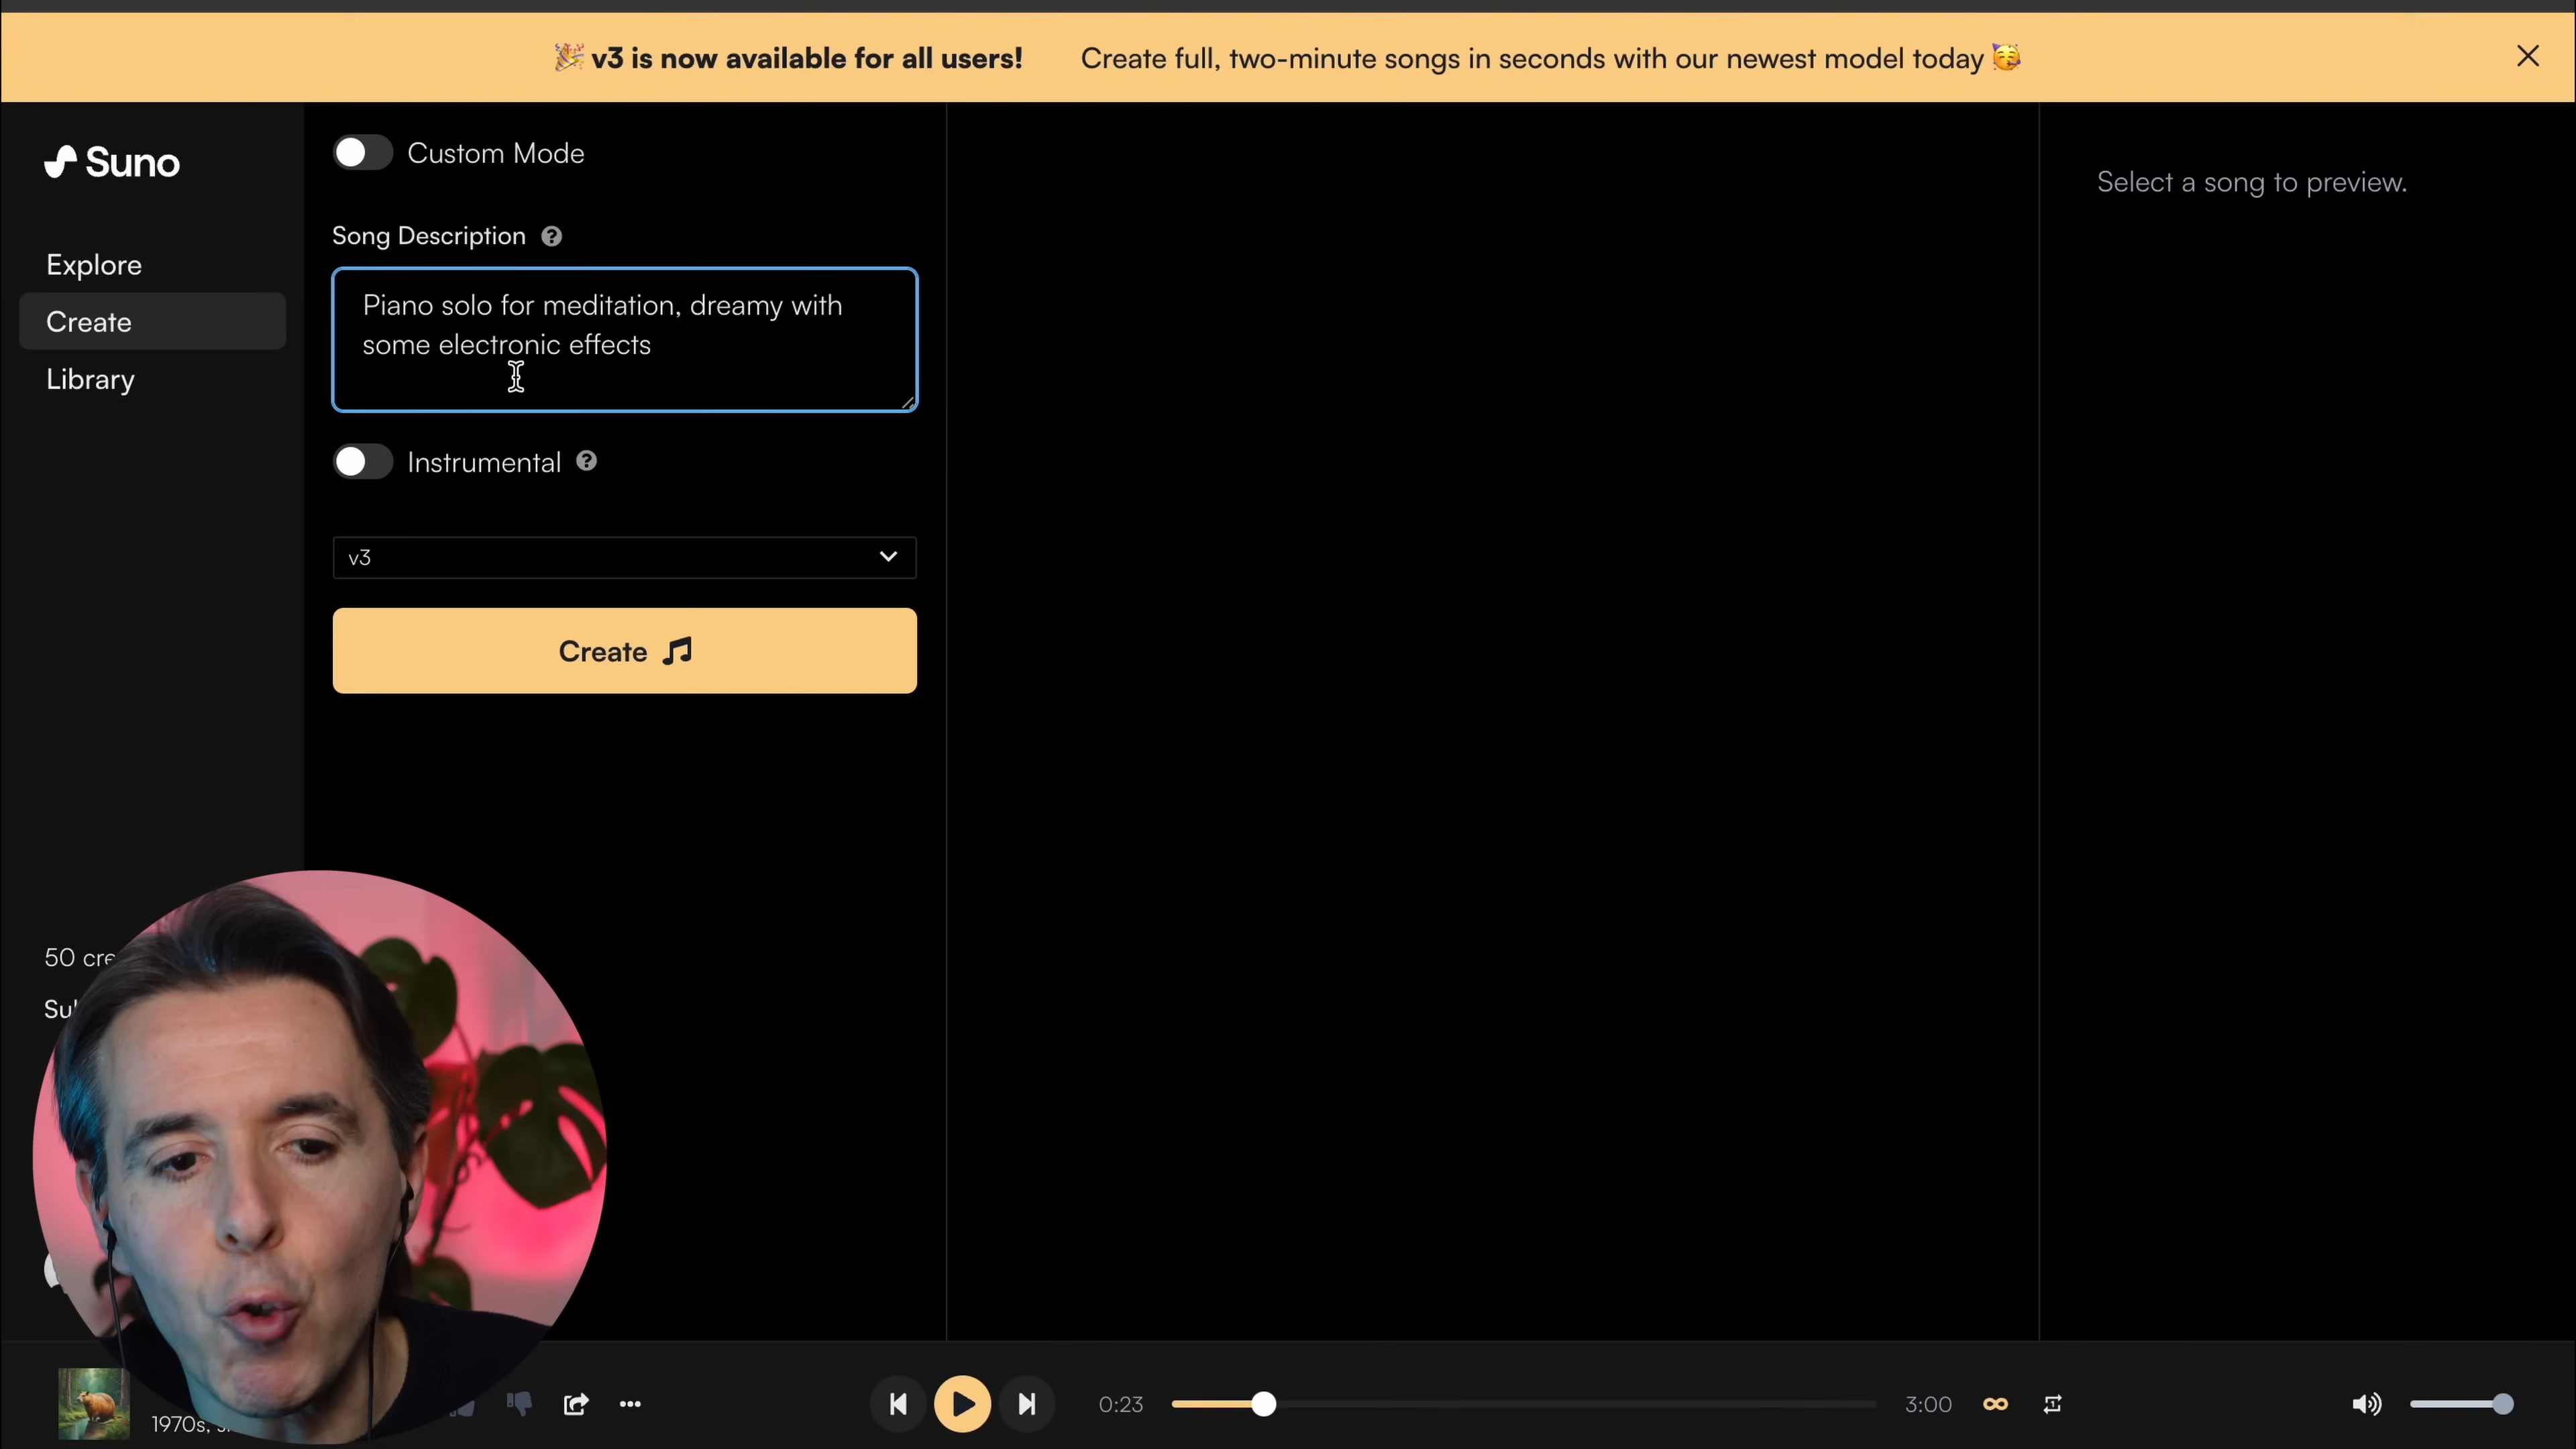 🎉 v3 is now available for all users! Create full, two-minute songs in seconds with our newest model today 🥳
Suno
Explore
Create
Library
Custom Mode
Song Description
Piano solo for meditation, dreamy with
some electronic effects
Instrumental
v3
Create
Select a song to preview.
50
1970s,
0:23
3:00